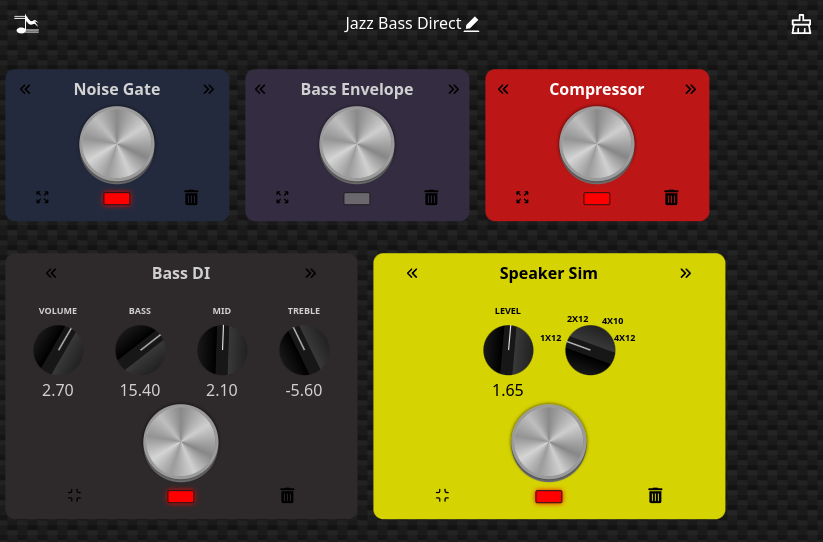 Jazz Bass Direct
Noise Gate
Bass Envelope
Compressor
Bass DI
VOLUME BASS MID TREBLE
2.70 15.40 2.10 -5.60
Speaker Sim
LEVEL
2X12 4X10
1X12 4X12
1.65